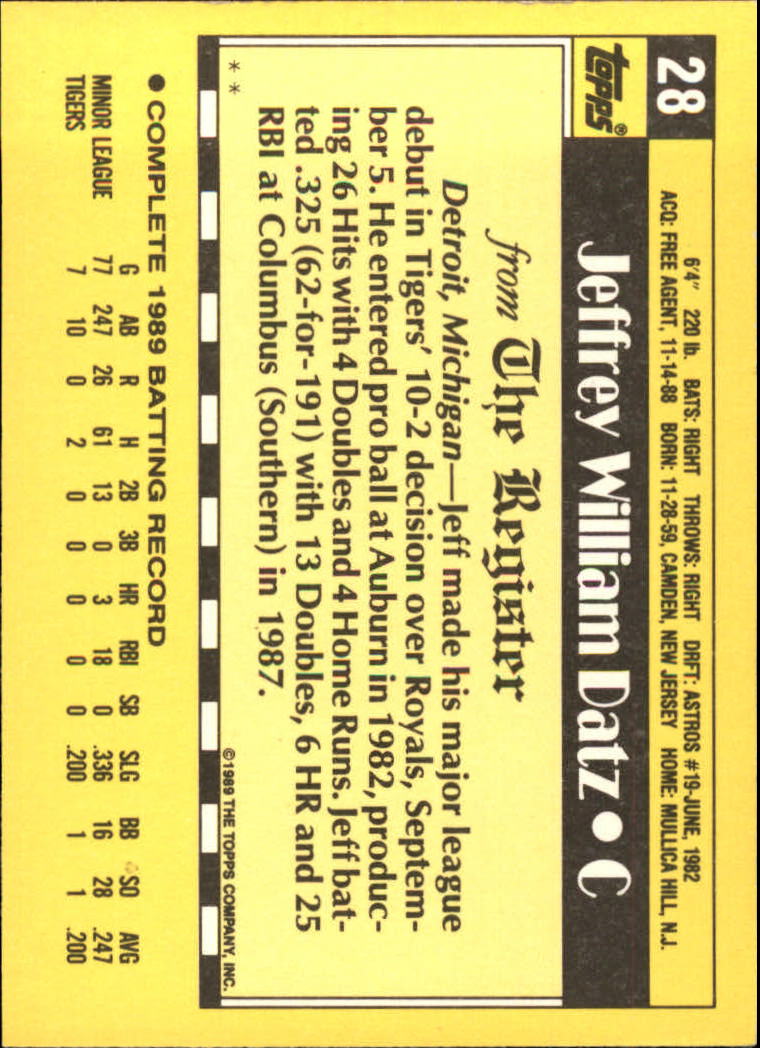 28
6'4" 220 lb. BATS: RIGHT THROWS: RIGHT DRFT: ASTROS #19-JUNE, 1982
ACQ: FREE AGENT, 11-14-88 BORN: 11-28-59, CAMDEN, NEW JERSEY HOME: MULLICA HILL, N.J.
topps®
Jeffrey William Datz • C
from The Register
Detroit, Michigan—Jeff made his major league
debut in Tigers' 10-2 decision over Royals, Septem-
ber 5. He entered pro ball at Auburn in 1982, produc-
ing 26 Hits with 4 Doubles and 4 Home Runs. Jeff bat-
ted .325 (62-for-191) with 13 Doubles, 6 HR and 25
RBI at Columbus (Southern) in 1987.
* * ©1989 THE TOPPS COMPANY, INC.
● COMPLETE 1989 BATTING RECORD
G AB R H 2B 3B HR RBI SB SLG BB SO AVG
MINOR LEAGUE 77 247 26 61 13 0 3 18 0 .336 16 28 .247
TIGERS 7 10 0 2 0 0 0 0 0 .200 1 1 .200